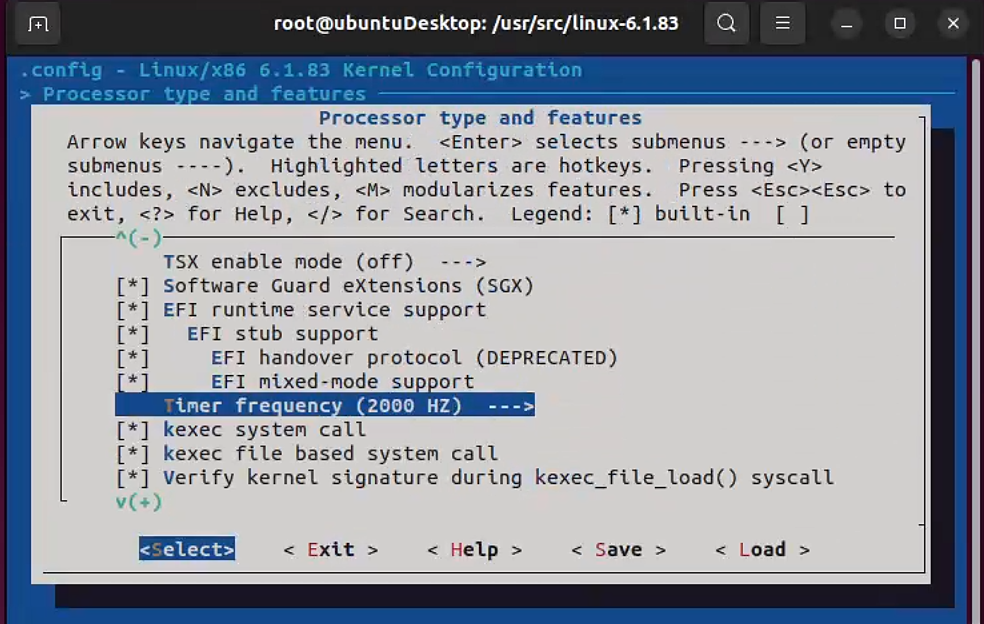 root@ubuntuDesktop: /usr/src/linux-6.1.83
.config - Linux/x86 6.1.83 Kernel Configuration
> Processor type and features
Processor type and features
Arrow keys navigate the menu.  <Enter> selects submenus ---> (or empty
submenus ----).  Highlighted letters are hotkeys.  Pressing <Y>
includes, <N> excludes, <M> modularizes features.  Press <Esc><Esc> to
exit, <?> for Help, </> for Search.  Legend: [*] built-in  [ ]
^(-)
TSX enable mode (off)  --->
[*] Software Guard eXtensions (SGX)
[*] EFI runtime service support
[*]   EFI stub support
[*]     EFI handover protocol (DEPRECATED)
[*]     EFI mixed-mode support
Timer frequency (2000 HZ)  --->
[*] kexec system call
[*] kexec file based system call
[*] Verify kernel signature during kexec_file_load() syscall
v(+)
<Select>    < Exit >    < Help >    < Save >    < Load >